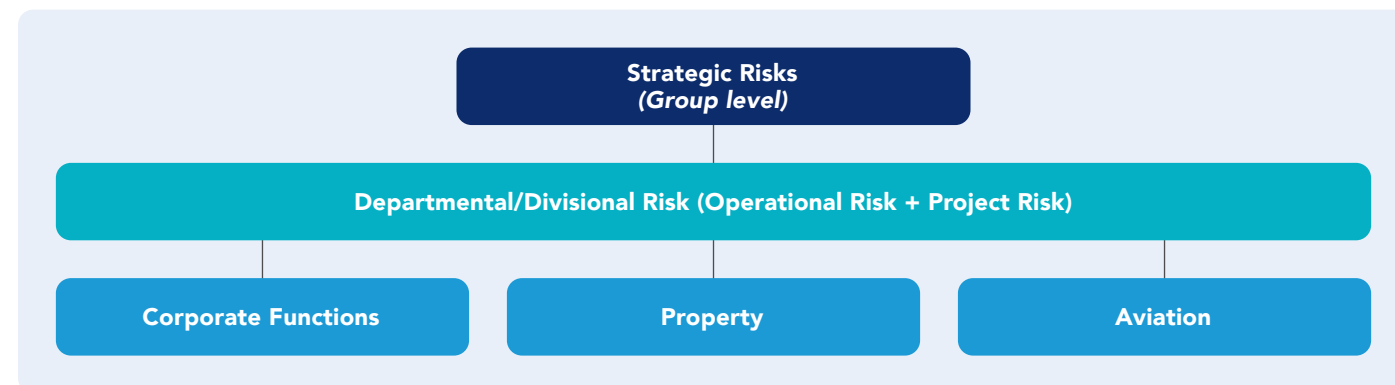 Strategic Risks
(Group level)
Departmental/Divisional Risk (Operational Risk + Project Risk)
Corporate Functions
Property
Aviation